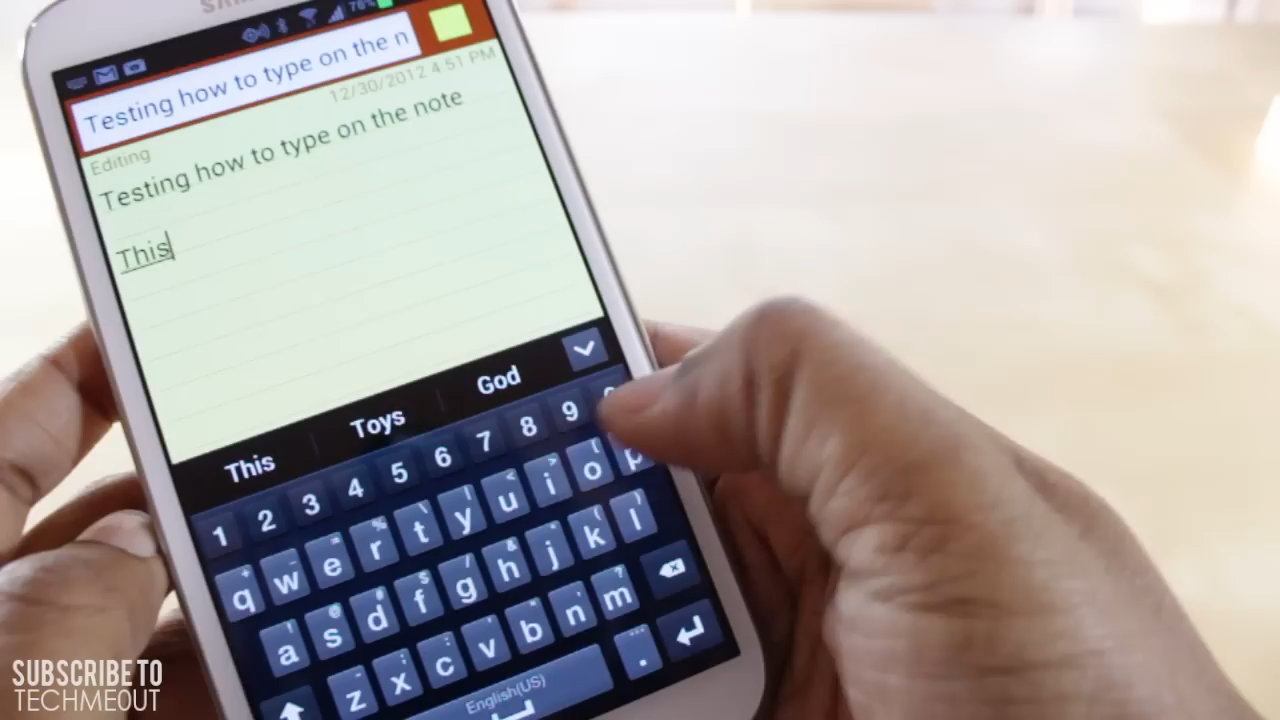 78%
Testing how to type on the n
12/30/2012 4:51 PM
Editing
Testing how to type on the note
This
This Toys God
1 2 3 4 5 6 7 8 9
q w e r t y u i o p
a s d f g h j k l
z x c v b n m
English(US) .
SUBSCRIBE TO
TECHMEOUT